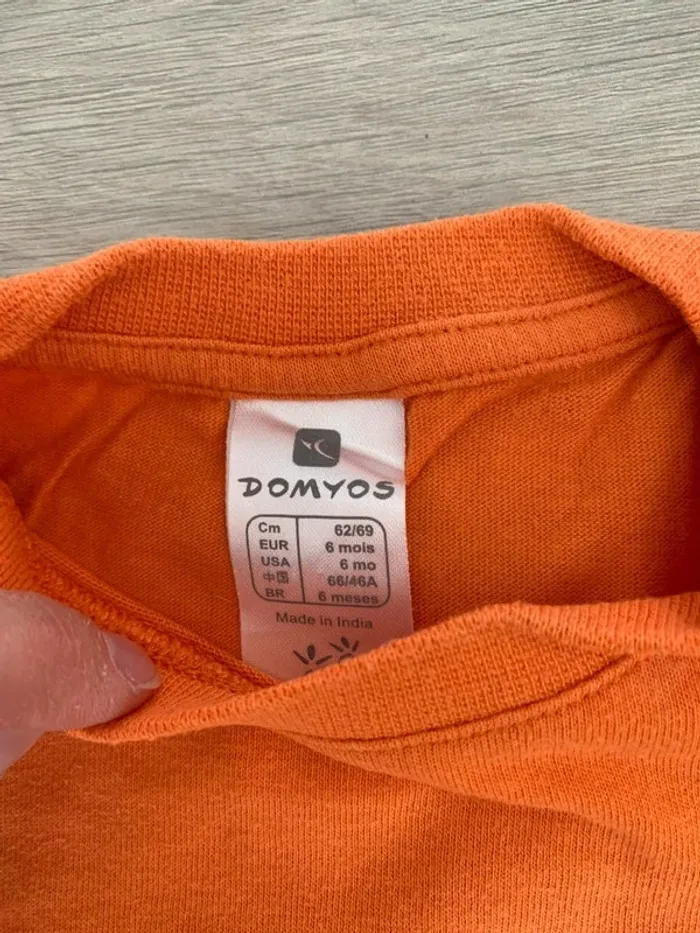 DOMYOS
Cm 62/69
EUR 6 mois
USA 6 mo
中国 66/46A
BR 6 meses
Made in India